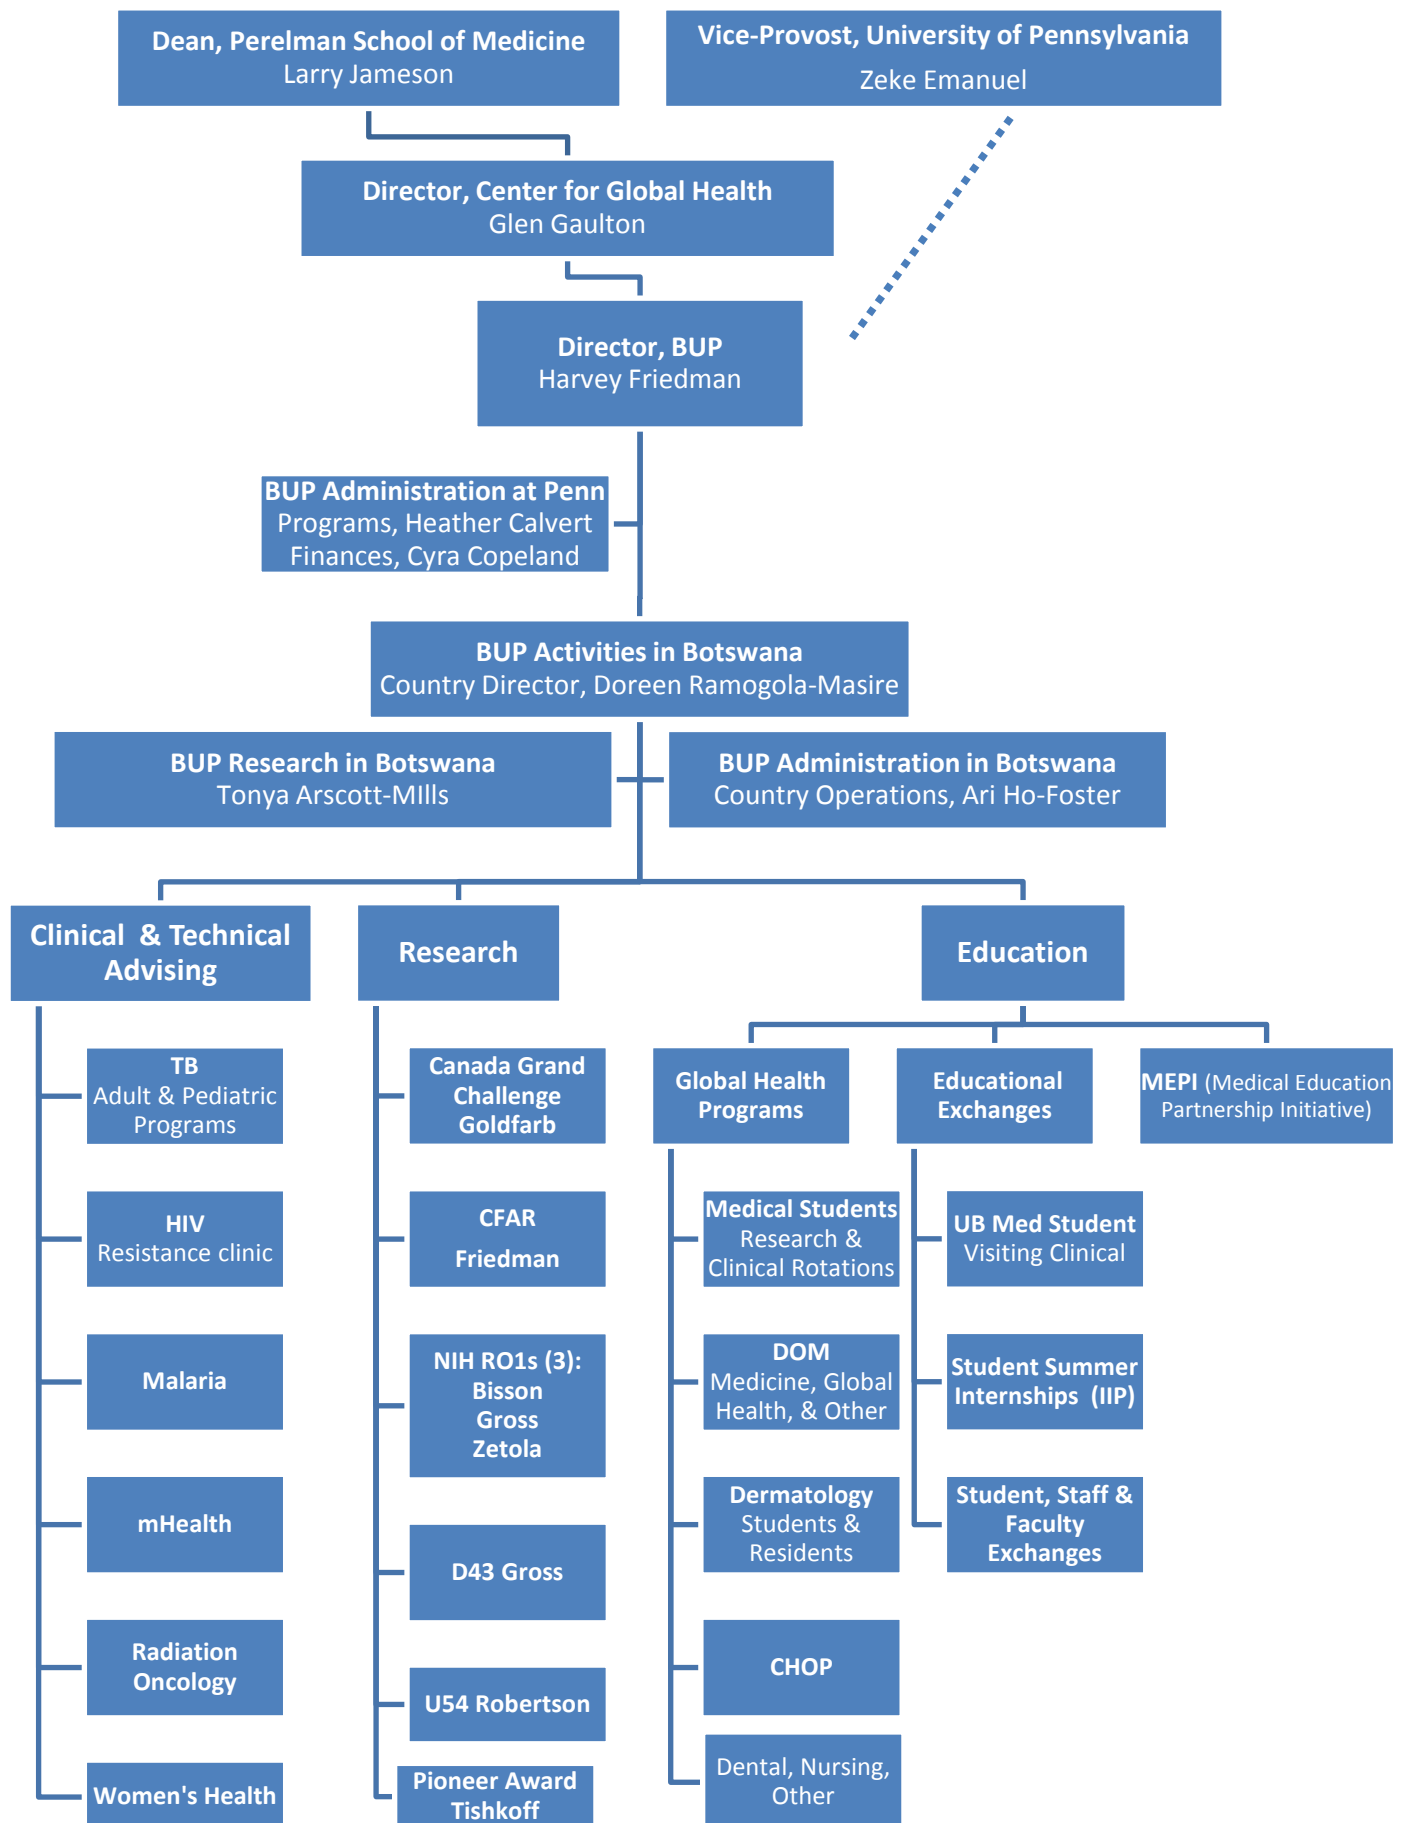 Dean, Perelman School of Medicine
Larry Jameson
Vice-Provost, University of Pennsylvania
Zeke Emanuel
Director, Center for Global Health
Glen Gaulton
Director, BUP
Harvey Friedman
BUP Administration at Penn
Programs, Heather Calvert
Finances, Cyra Copeland
BUP Activities in Botswana
Country Director, Doreen Ramogola-Masire
BUP Research in Botswana
Tonya Arscott-MIlls
BUP Administration in Botswana
Country Operations, Ari Ho-Foster
Clinical & Technical
Advising
TB
Adult & Pediatric
Programs
HIV
Resistance clinic
Malaria
mHealth
Radiation
Oncology
Women's Health
Research
Canada Grand
Challenge
Goldfarb
CFAR
Friedman
NIH RO1s (3):
Bisson
Gross
Zetola
D43 Gross
U54 Robertson
Pioneer Award
Tishkoff
Education
Global Health
Programs
Medical Students
Research &
Clinical Rotations
DOM
Medicine, Global
Health, & Other
Dermatology
Students &
Residents
CHOP
Dental, Nursing,
Other
Educational
Exchanges
UB Med Student
Visiting Clinical
Student Summer
Internships (IIP)
Student, Staff &
Faculty
Exchanges
MEPI (Medical Education
Partnership Initiative)